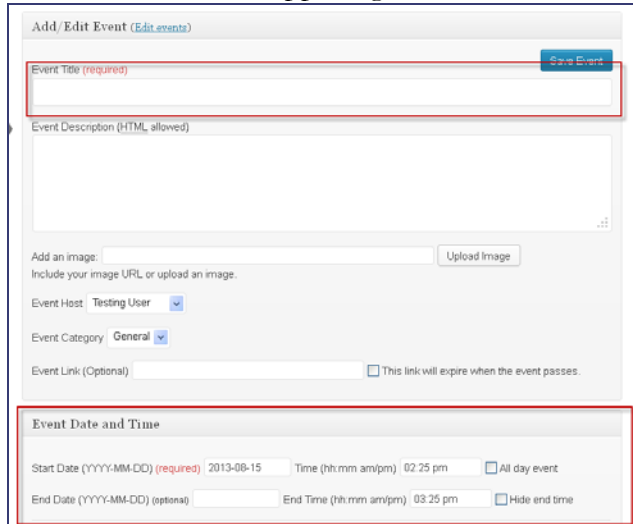 Add/Edit Event (Edit events)
Save Event
Event Title (required)
Event Description (HTML allowed)
Add an image:
Upload Image
Include your image URL or upload an image.
Event Host Testing User
Event Category General
Event Link (Optional)
This link will expire when the event passes.
Event Date and Time
Start Date (YYYY-MM-DD) (required) 2013-08-15 Time (hh:mm am/pm) 02:25 pm All day event
End Date (YYYY-MM-DD) (optional) End Time (hh:mm am/pm) 03:25 pm Hide end time